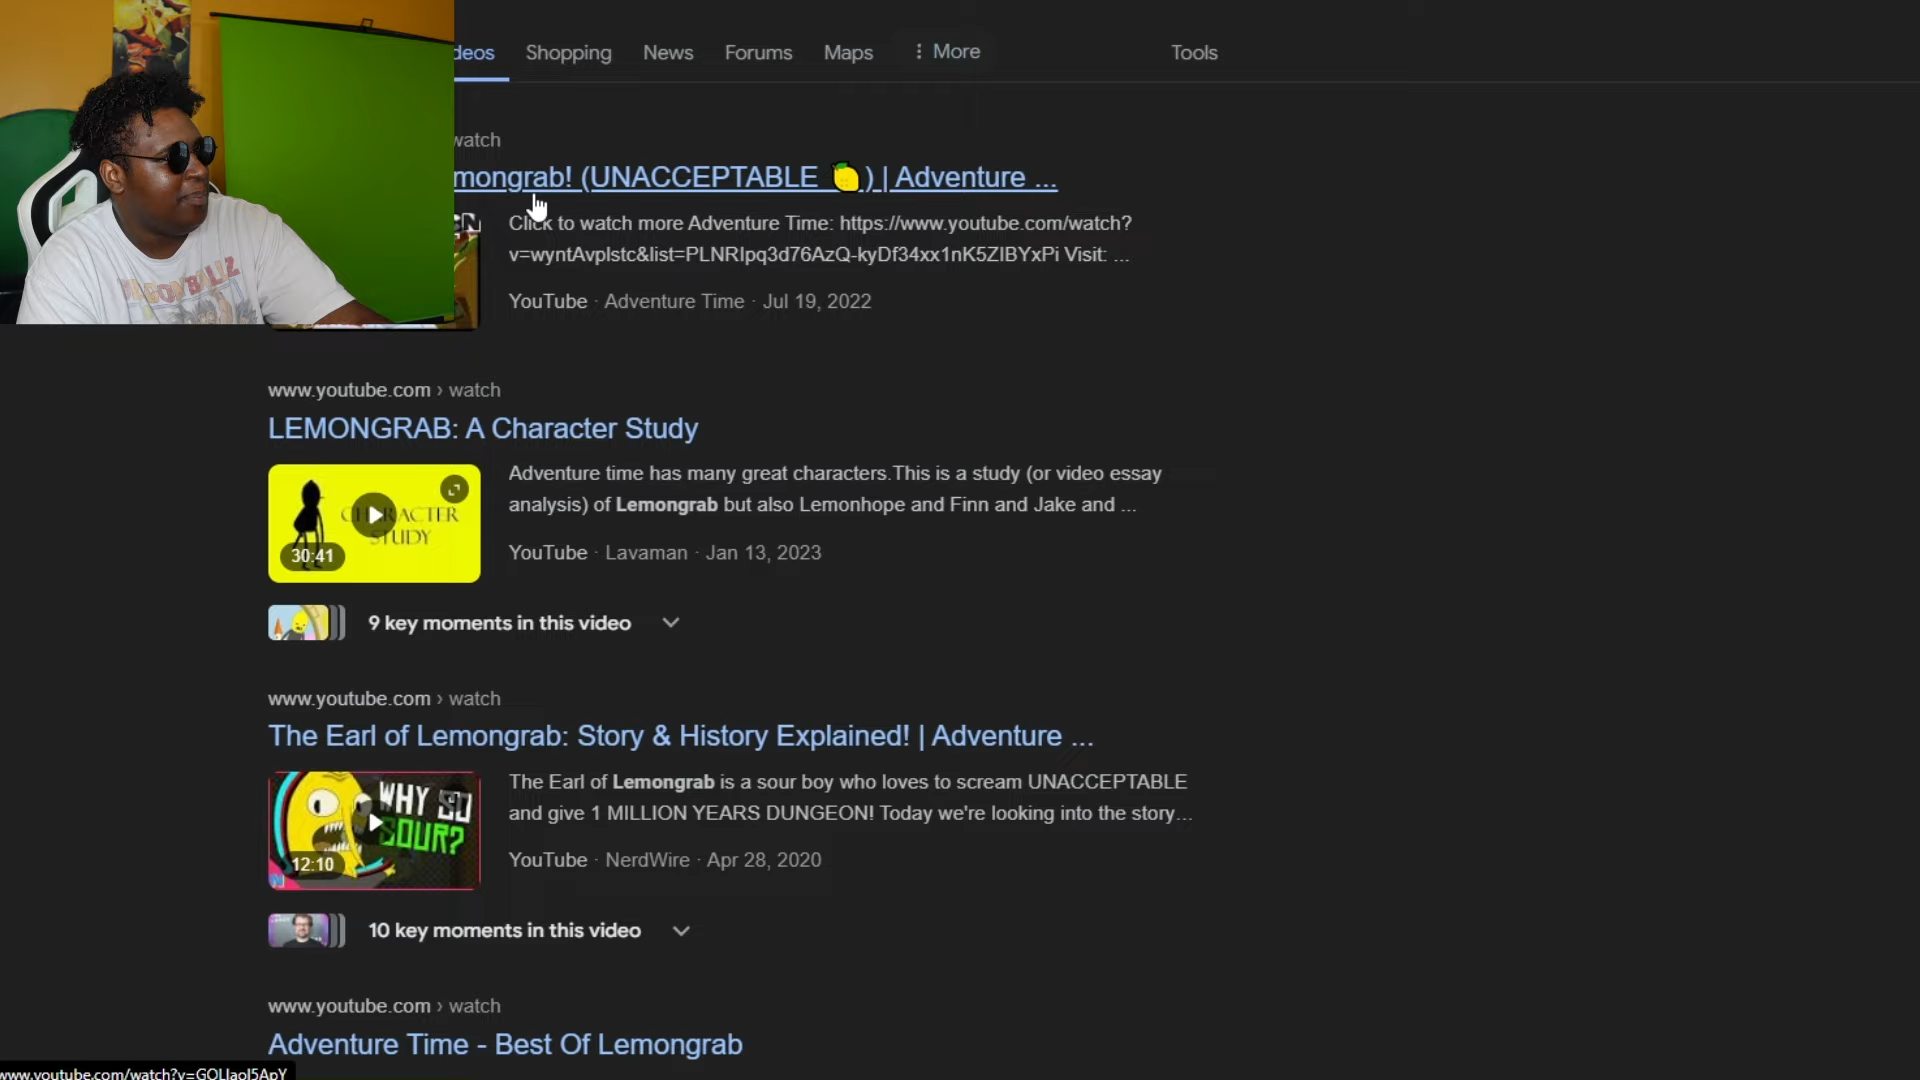 deos
Shopping
News
Forums
Maps
More
Tools
watch
mongrab! (UNACCEPTABLE 🍋) | Adventure ...
Click to watch more Adventure Time: https://www.youtube.com/watch?
v=wyntAvplstc&list=PLNRIpq3d76AzQ-kyDf34xx1nK5ZIBYxPi Visit: ...
YouTube · Adventure Time · Jul 19, 2022
www.youtube.com › watch
LEMONGRAB: A Character Study
CHARACTER
STUDY
30:41
Adventure time has many great characters.This is a study (or video essay
analysis) of Lemongrab but also Lemonhope and Finn and Jake and ...
YouTube · Lavaman · Jan 13, 2023
9 key moments in this video
www.youtube.com › watch
The Earl of Lemongrab: Story & History Explained! | Adventure ...
WHY SO
SOUR?
12:10
The Earl of Lemongrab is a sour boy who loves to scream UNACCEPTABLE
and give 1 MILLION YEARS DUNGEON! Today we're looking into the story...
YouTube · NerdWire · Apr 28, 2020
10 key moments in this video
www.youtube.com › watch
Adventure Time - Best Of Lemongrab